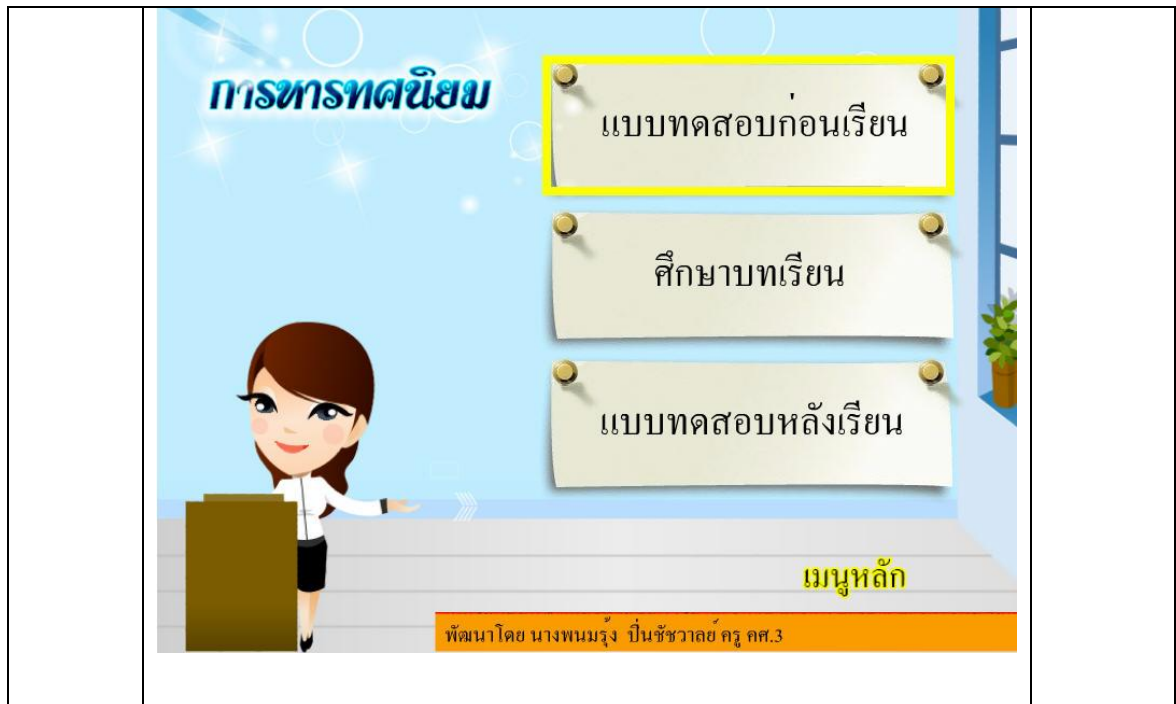 การหารทศนิยม
แบบทดสอบก่อนเรียน
ศึกษาบทเรียน
แบบทดสอบหลังเรียน
เมนูหลัก
พัฒนาโดย นางพนมรุ้ง ปิ่นชัชวาลย์ ครู คศ.3